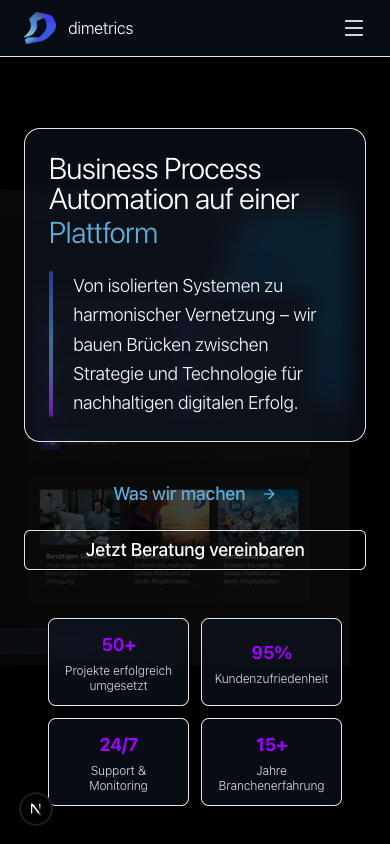 dimetrics
Business Process
Automation auf einer
Plattform
Von isolierten Systemen zu
harmonischer Vernetzung – wir
bauen Brücken zwischen
Strategie und Technologie für
nachhaltigen digitalen Erfolg.
Was wir machen →
Jetzt Beratung vereinbaren
50+
Projekte erfolgreich
umgesetzt
95%
Kundenzufriedenheit
24/7
Support &
Monitoring
15+
Jahre
Branchenerfahrung
N